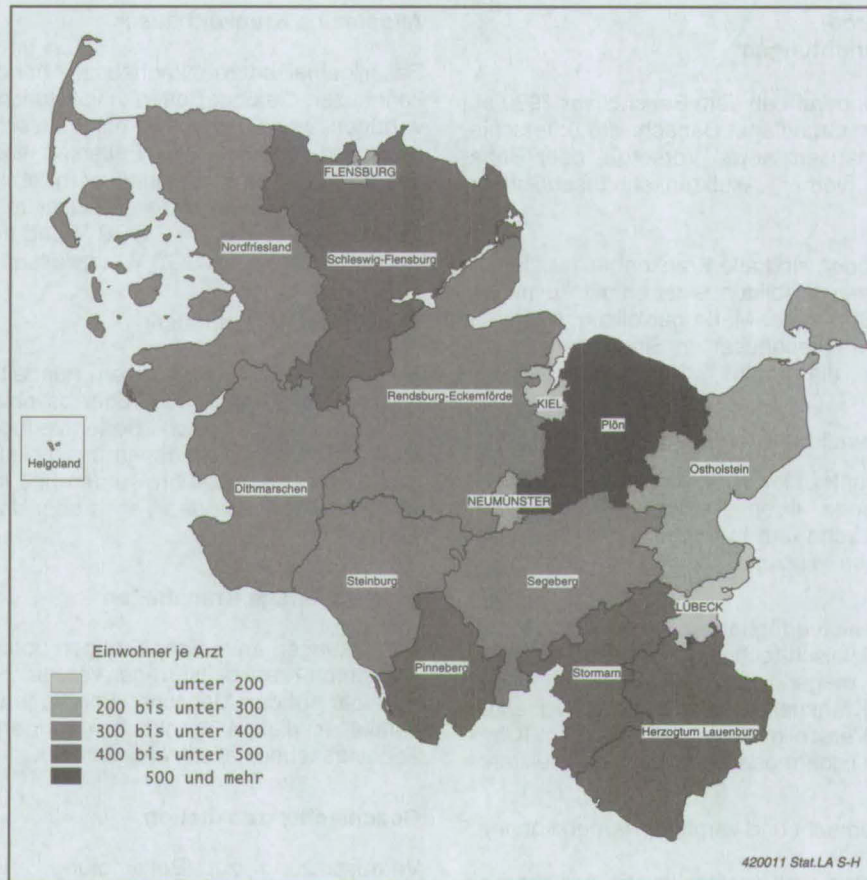 FLENSBURG
Nordfriesland
Schleswig-Flensburg
Rendsburg-Eckernförde
KIEL
Plön
Helgoland
Dithmarschen
NEUMÜNSTER
Ostholstein
Steinburg
Segeberg
LÜBECK
Einwohner je Arzt
unter 200
200 bis unter 300
300 bis unter 400
400 bis unter 500
500 und mehr
Pinneberg
Stormarn
Herzogtum Lauenburg
420011 Stat.LA S-H